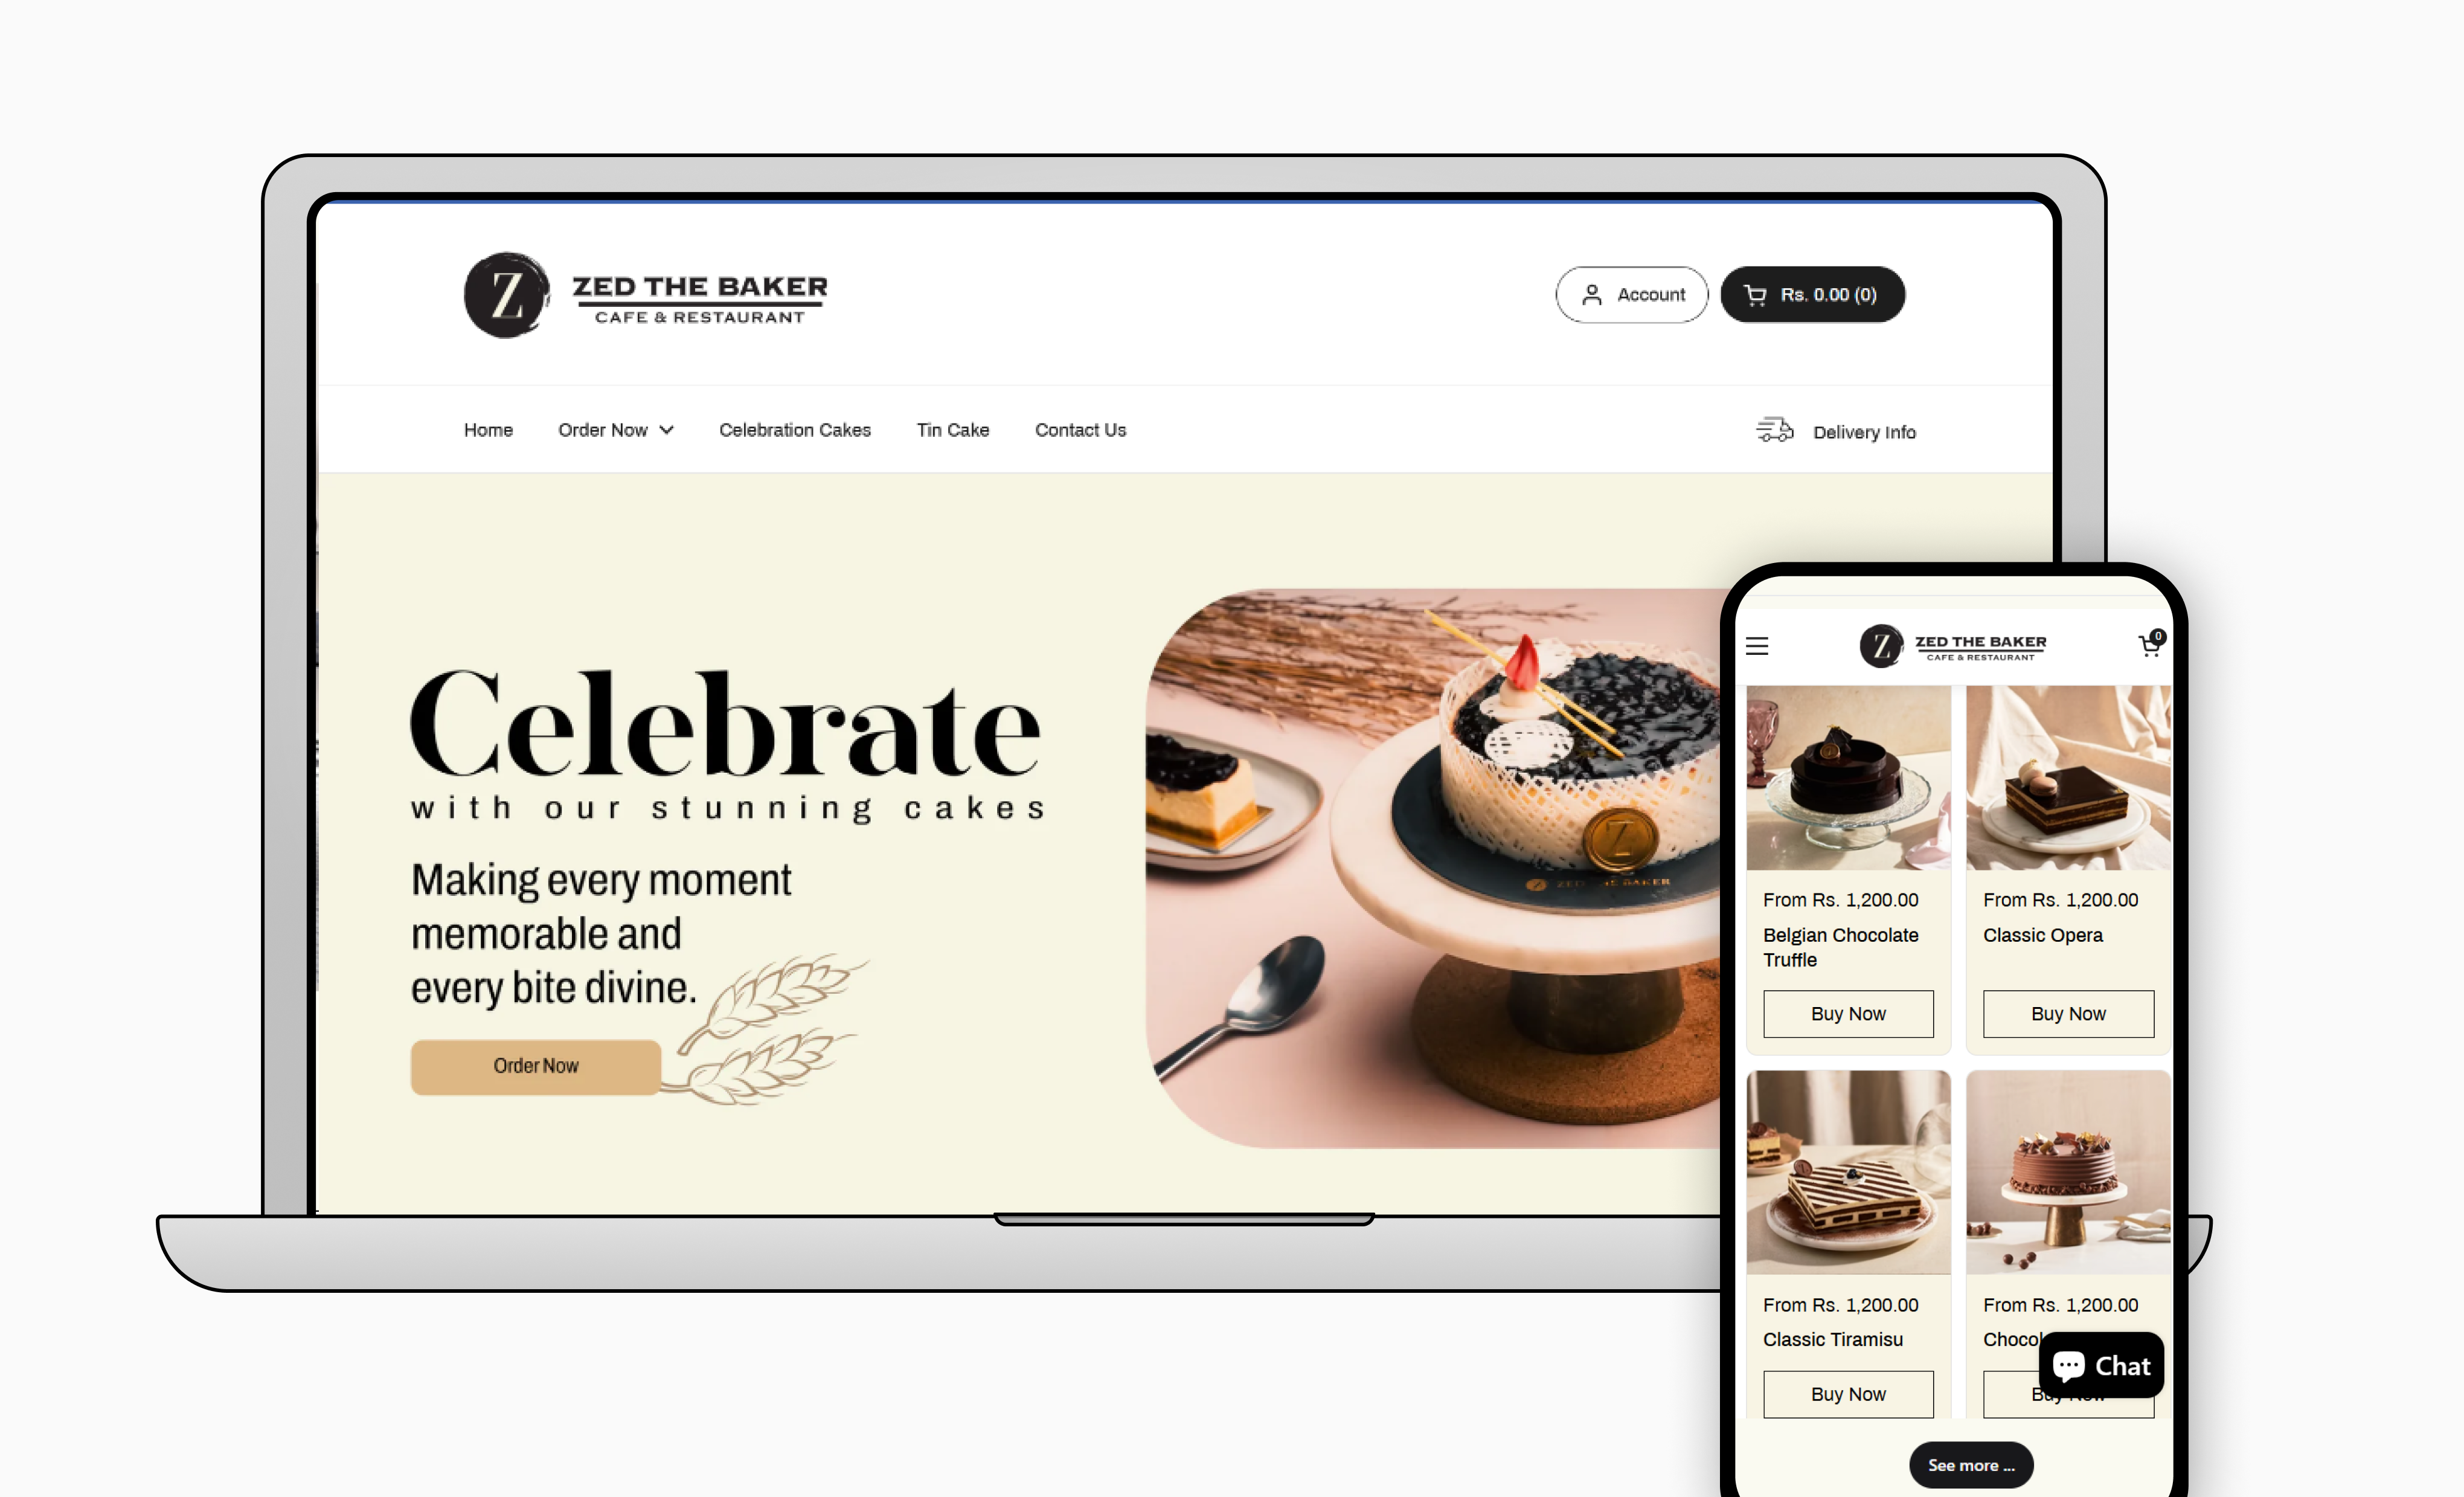 Z
ZED THE BAKER
CAFE & RESTAURANT
Account
Rs. 0.00 (0)
Home
Order Now
Celebration Cakes
Tin Cake
Contact Us
Delivery Info
Celebrate
with our stunning cakes
Making every moment
memorable and
every bite divine.
Order Now
Z
Z
ZED THE BAKER
CAFE & RESTAURANT
0
From Rs. 1,200.00
Belgian Chocolate
Truffle
Buy Now
From Rs. 1,200.00
Classic Opera
Buy Now
From Rs. 1,200.00
Classic Tiramisu
Buy Now
From Rs. 1,200.00
Chat
Buy Now
See more ...